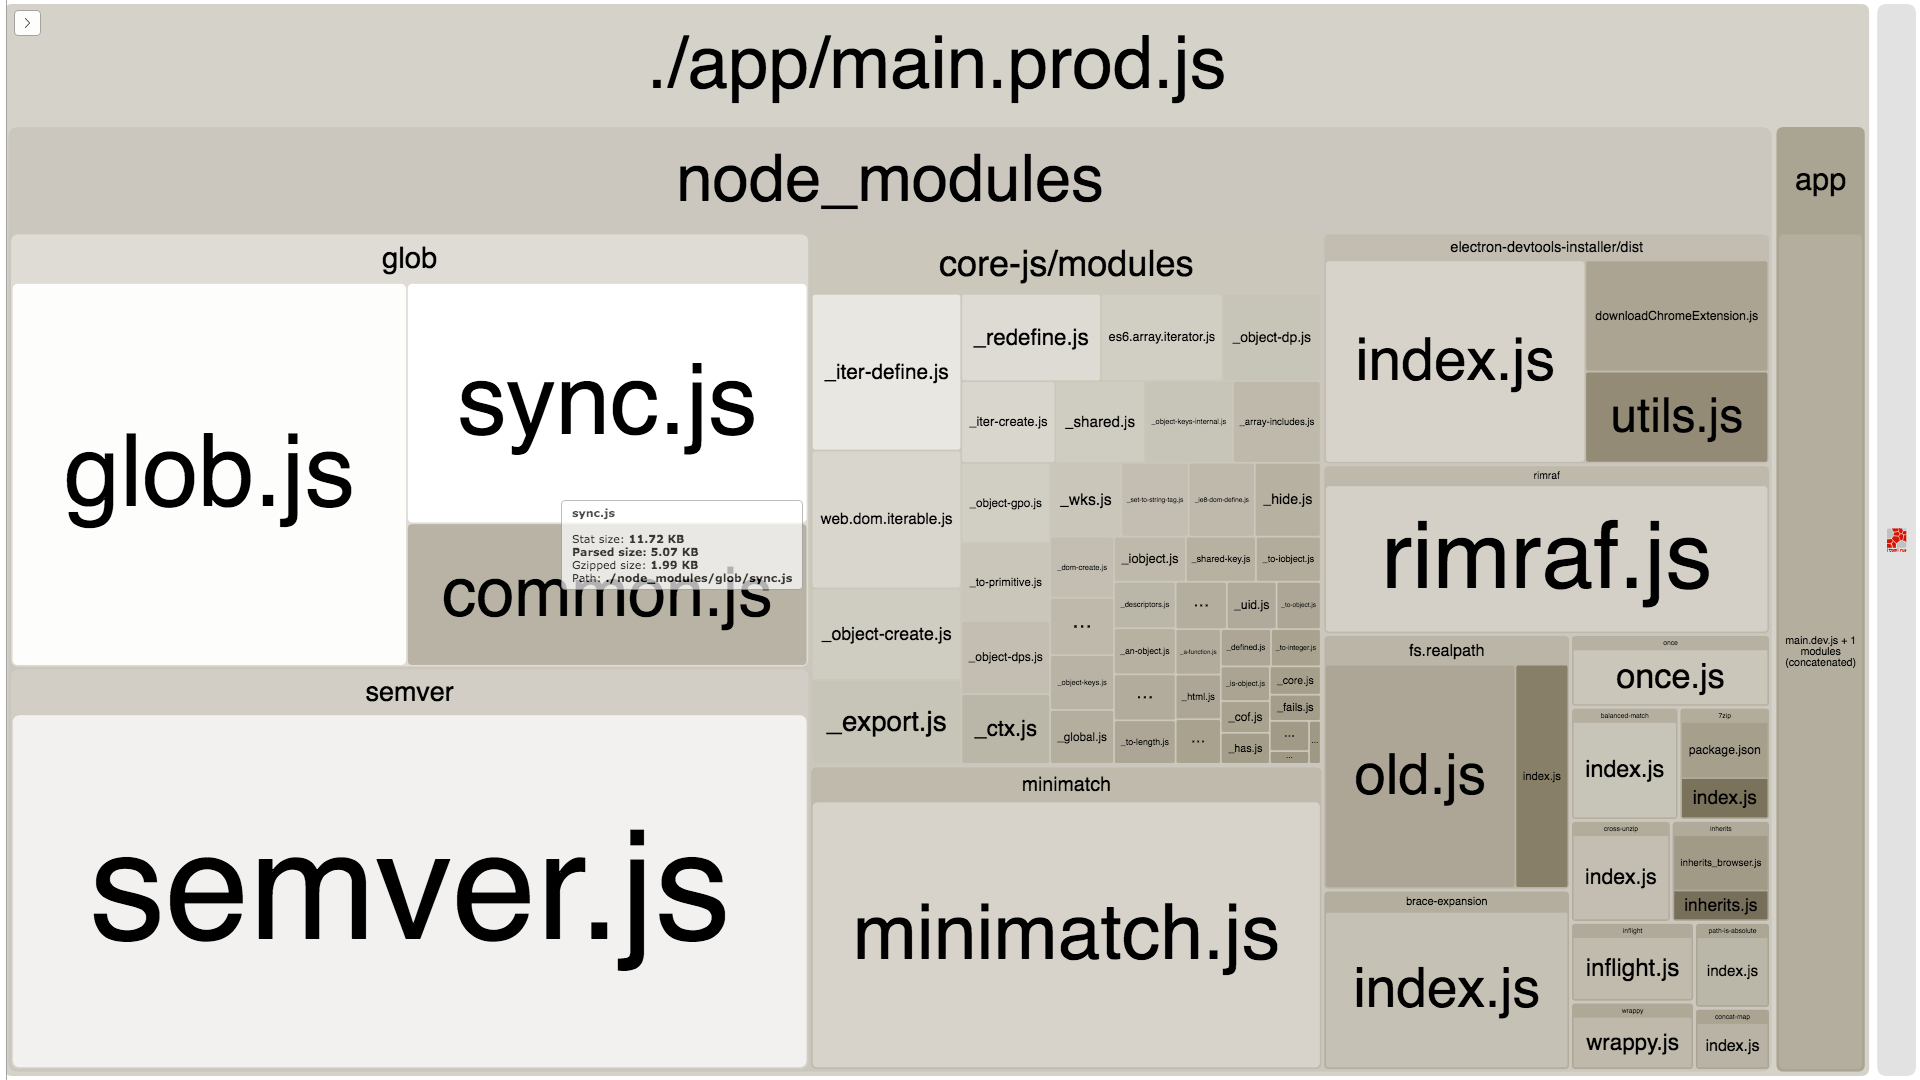 ./app/main.prod.js
node_modules
app
glob
glob.js
sync.js
common.js
sync.js
Stat size: 11.72 KB
Parsed size: 5.07 KB
Gzipped size: 1.99 KB
Path: ./node_modules/glob/sync.js
semver
semver.js
core-js/modules
_iter-define.js
_redefine.js
es6.array.iterator.js
_object-dp.js
_iter-create.js
_shared.js
_object-keys-internal.js
_array-includes.js
web.dom.iterable.js
_object-gpo.js
_wks.js
_set-to-string-tag.js
_ie8-dom-define.js
_hide.js
_to-primitive.js
_dom-create.js
_iobject.js
_shared-key.js
_to-iobject.js
_descriptors.js
...
_uid.js
_to-object.js
_object-create.js
_object-dps.js
...
_an-object.js
_a-function.js
_defined.js
_to-integer.js
_object-keys.js
...
_html.js
_is-object.js
_core.js
_export.js
_ctx.js
_global.js
_to-length.js
...
_cof.js
_fails.js
_has.js
...
...
...
minimatch
minimatch.js
electron-devtools-installer/dist
index.js
downloadChromeExtension.js
utils.js
rimraf
rimraf.js
fs.realpath
old.js
index.js
brace-expansion
index.js
once
once.js
balanced-match
index.js
7zip
package.json
index.js
cross-unzip
index.js
inherits
inherits_browser.js
inherits.js
inflight
inflight.js
path-is-absolute
index.js
wrappy
wrappy.js
concat-map
index.js
main.dev.js + 1
modules
(concatenated)